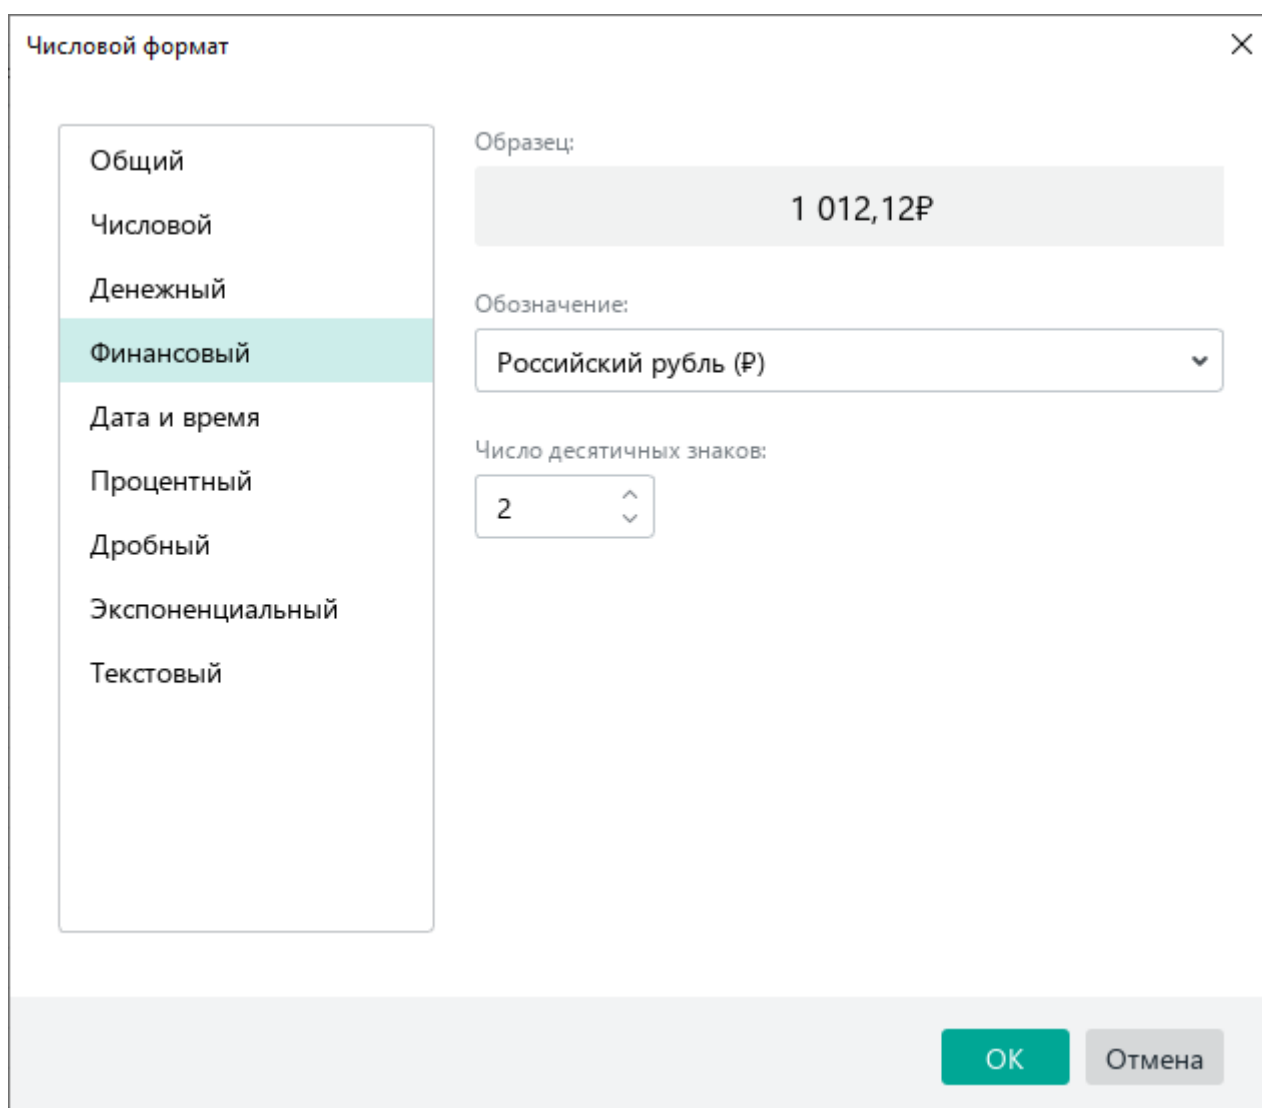 Числовой формат
Общий
Числовой
Денежный
Финансовый
Дата и время
Процентный
Дробный
Экспоненциальный
Текстовый
Образец:
1 012,12₽
Обозначение:
Российский рубль (₽)
Число десятичных знаков:
2
ОК
Отмена